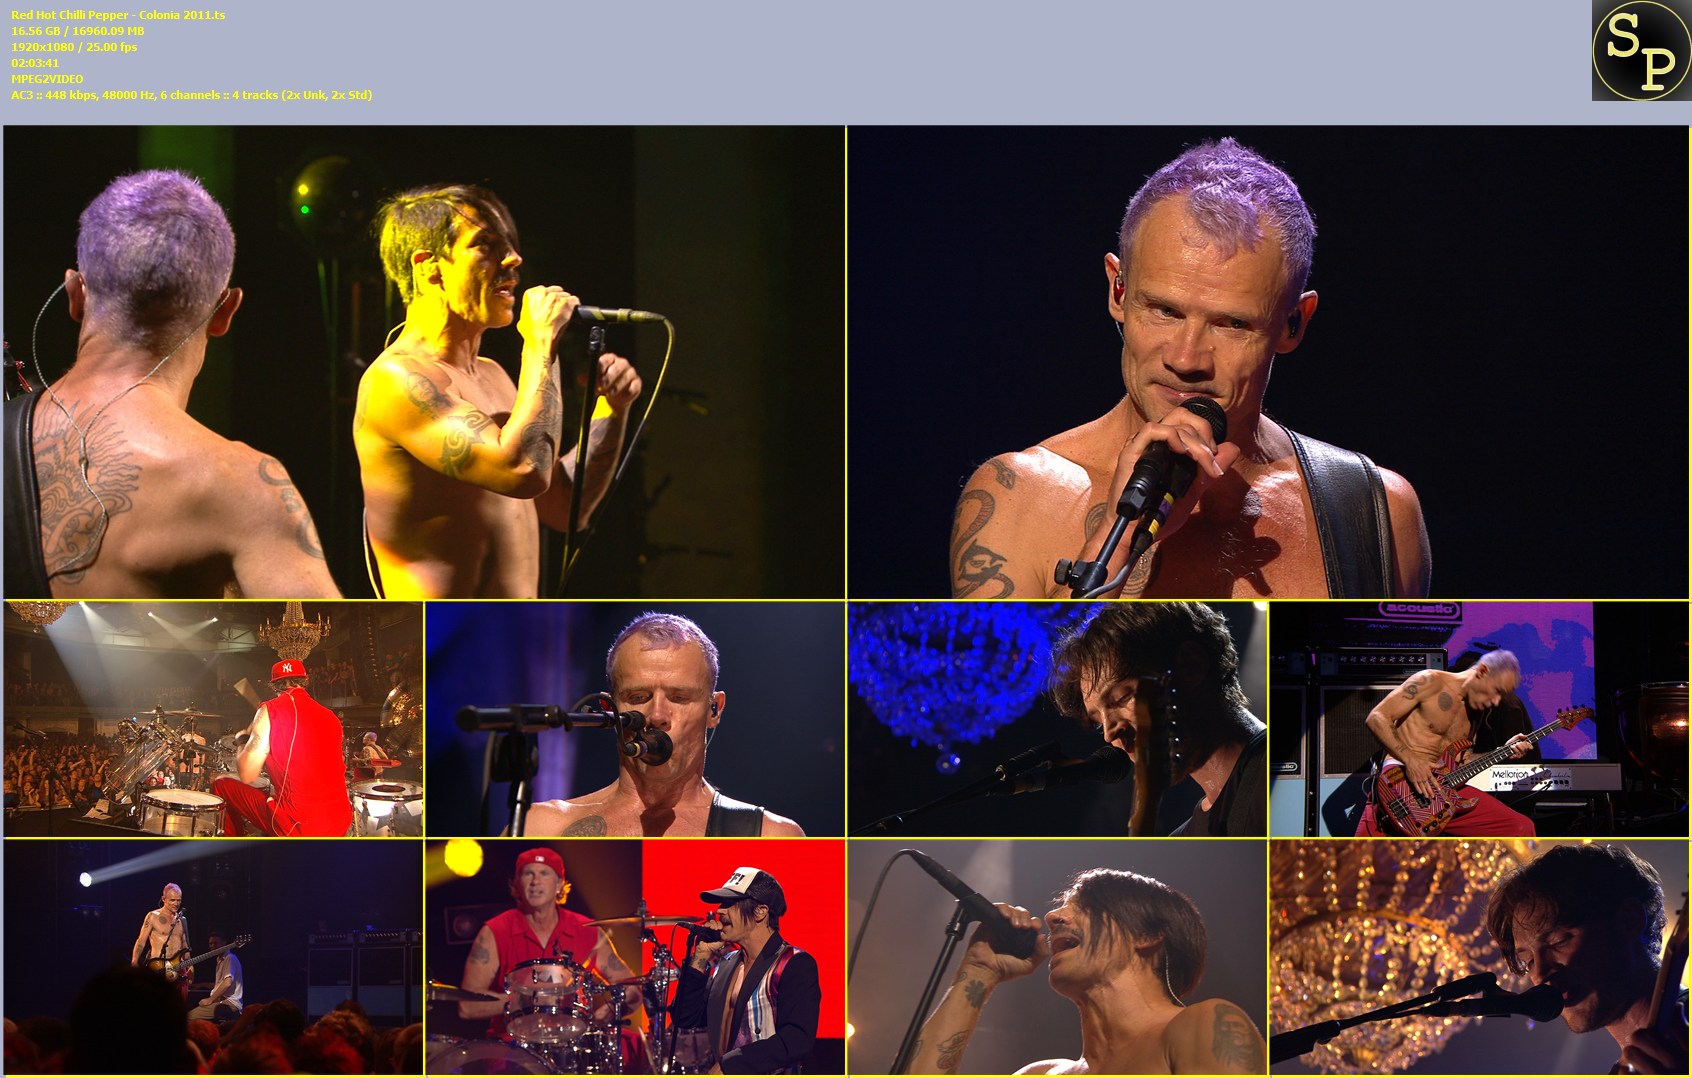 Red Hot Chilli Pepper - Colonia 2011.ts
16.56 GB / 16960.09 MB
1920x1080 / 25.00 fps
02:03:41
MPEG2VIDEO
AC3 :: 448 kbps, 48000 Hz, 6 channels :: 4 tracks (2x Unk, 2x Std)
SP
acoustic
Mellotron